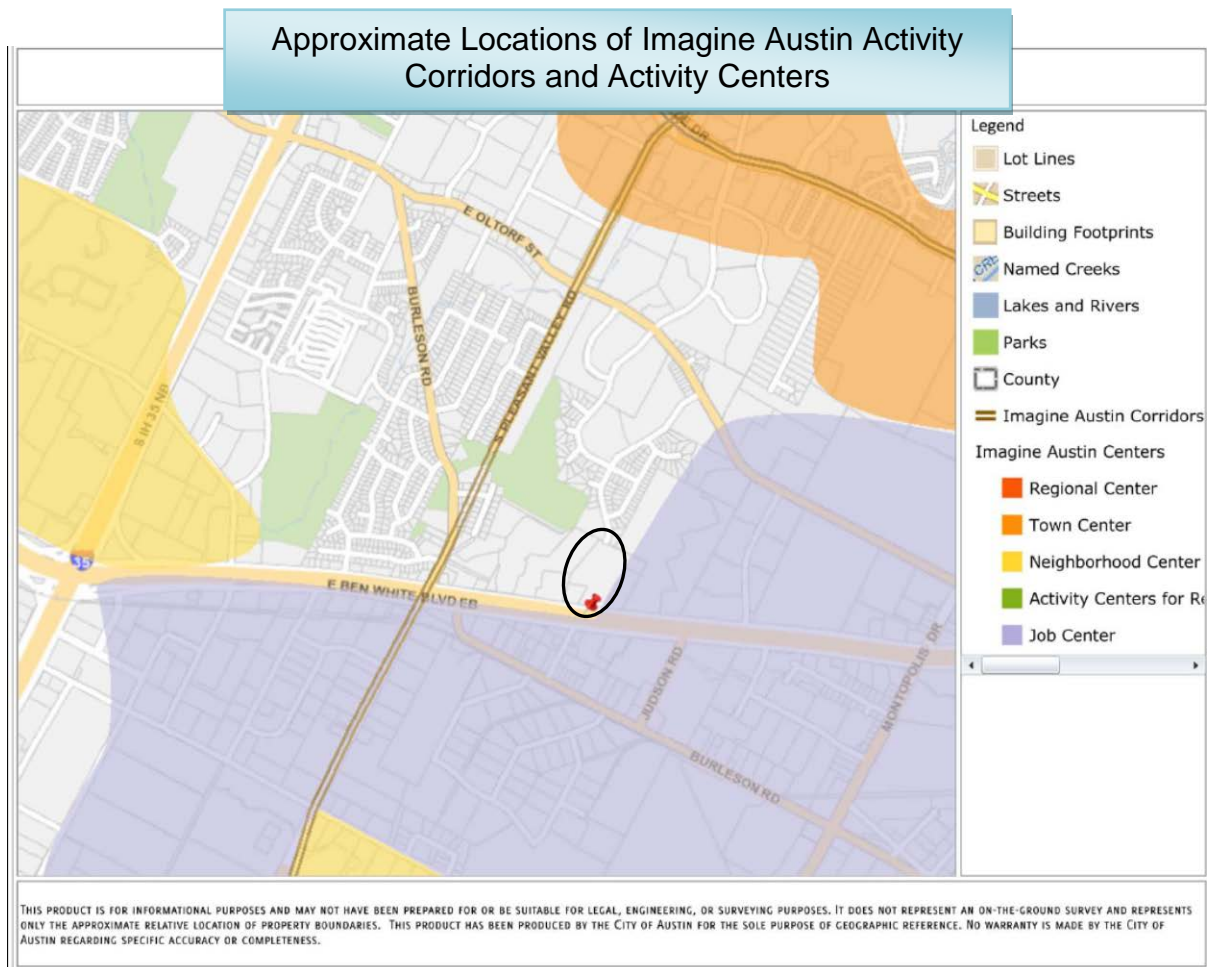 Approximate Locations of Imagine Austin Activity
Corridors and Activity Centers
E OLTORF ST
BURLESON RD
S PLEASANT VALLEY RD
S IH 35 NB
35
E BEN WHITE BLVD EB
JUDSON RD
MONTOPOLIS DR
BURLESON RD
DR
Legend
Lot Lines
Streets
Building Footprints
CRE
Named Creeks
Lakes and Rivers
Parks
County
Imagine Austin Corridors
Imagine Austin Centers
Regional Center
Town Center
Neighborhood Center
Activity Centers for Re
Job Center
THIS PRODUCT IS FOR INFORMATIONAL PURPOSES AND MAY NOT HAVE BEEN PREPARED FOR OR BE SUITABLE FOR LEGAL, ENGINEERING, OR SURVEYING PURPOSES. IT DOES NOT REPRESENT AN ON-THE-GROUND SURVEY AND REPRESENTS
ONLY THE APPROXIMATE RELATIVE LOCATION OF PROPERTY BOUNDARIES. THIS PRODUCT HAS BEEN PRODUCED BY THE CITY OF AUSTIN FOR THE SOLE PURPOSE OF GEOGRAPHIC REFERENCE. NO WARRANTY IS MADE BY THE CITY OF
AUSTIN REGARDING SPECIFIC ACCURACY OR COMPLETENESS.